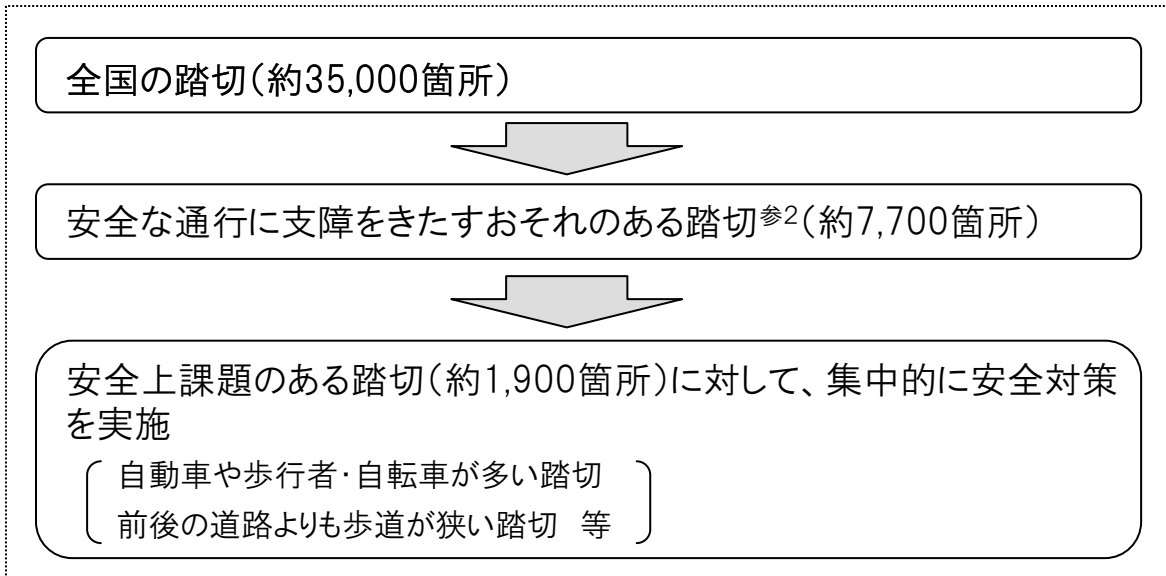 全国の踏切（約35,000箇所）
安全な通行に支障をきたすおそれのある踏切参2（約7,700箇所）
安全上課題のある踏切（約1,900箇所）に対して、集中的に安全対策
を実施
自動車や歩行者・自転車が多い踏切
前後の道路よりも歩道が狭い踏切　等